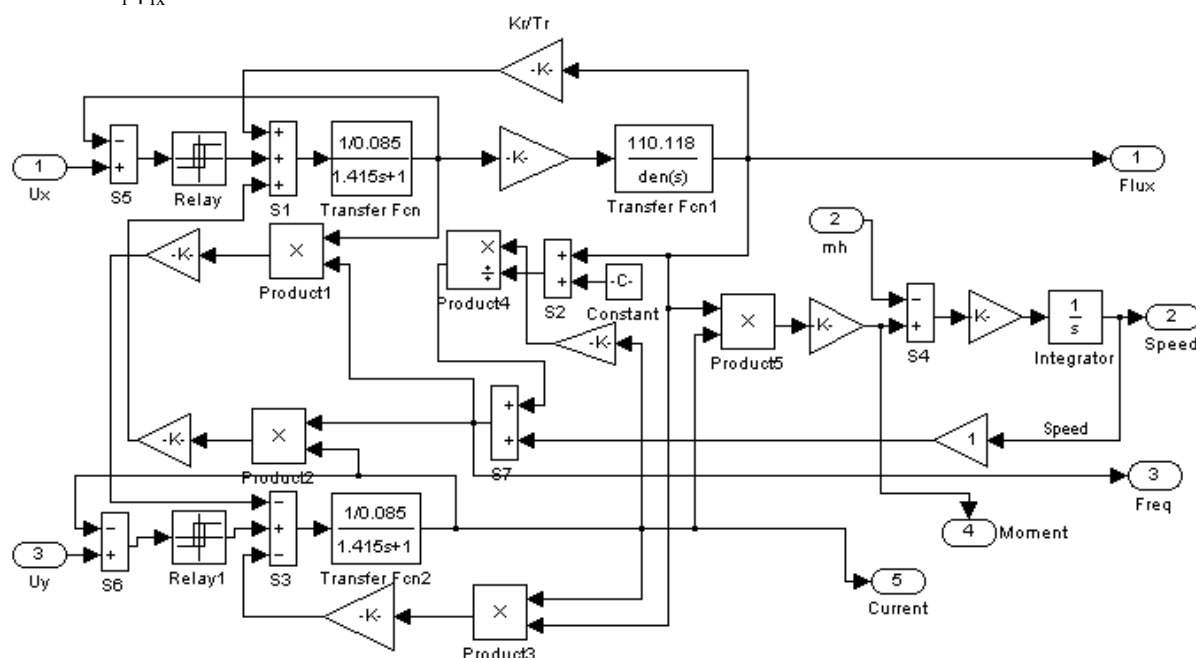 Kr/Tr
-K-
1
Ux
S5
Relay
S1
1/0.085
1.415s+1
Transfer Fcn
-K-
110.118
den(s)
Transfer Fcn1
1
Flux
2
mh
-K-
×
Product1
×
÷
Product4
S2
-C-
Constant
-K-
×
Product5
K-
S4
K-
1
s
Integrator
2
Speed
-K-
×
Product2
S7
1
Speed
3
Freq
4
Moment
3
Uy
S6
Relay1
S3
1/0.085
1.415s+1
Transfer Fcn2
-K-
×
Product3
5
Current